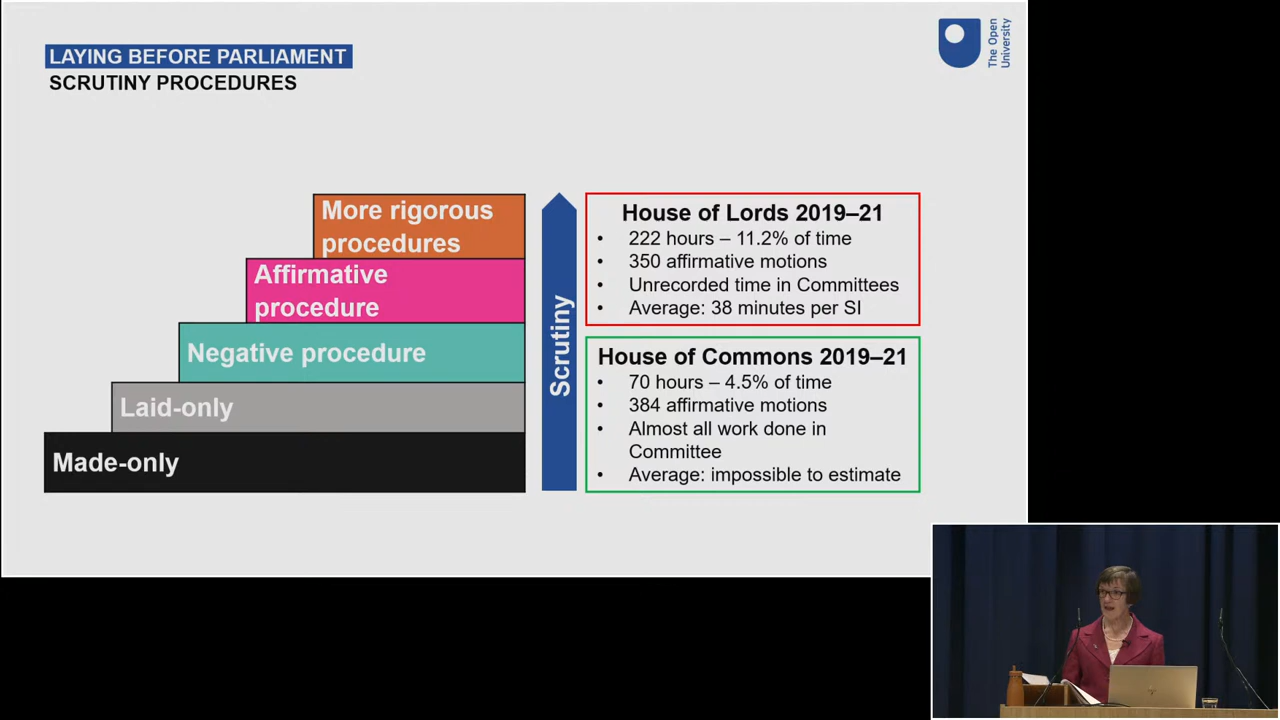 LAYING BEFORE PARLIAMENT
SCRUTINY PROCEDURES
The Open
University
More rigorous
procedures
Affirmative
procedure
Negative procedure
Laid-only
Made-only
Scrutiny
House of Lords 2019–21
• 222 hours – 11.2% of time
• 350 affirmative motions
• Unrecorded time in Committees
• Average: 38 minutes per SI
House of Commons 2019–21
• 70 hours – 4.5% of time
• 384 affirmative motions
• Almost all work done in
Committee
• Average: impossible to estimate